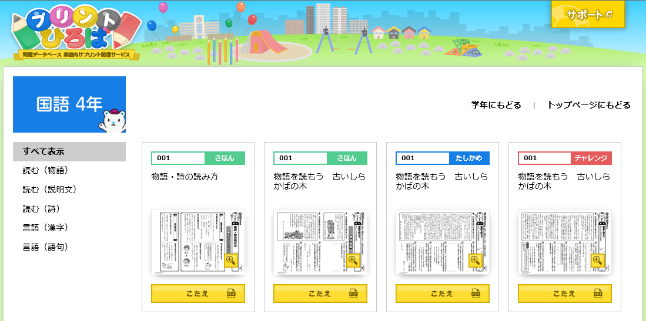 プリント
ひろば
問題データベース 家庭向けプリント配信サービス
サポート
国語 4年
学年にもどる | トップページにもどる
すべて表示
読む（物語）
読む（説明文）
読む（詩）
言語（漢字）
言語（語句）
001 きほん
物語・詩の読み方
こたえ
001 きほん
物語を読もう 古いしら
かばの木
こたえ
001 たしかめ
物語を読もう 古いしら
かばの木
こたえ
001 チャレンジ
物語を読もう 古いしら
かばの木
こたえ